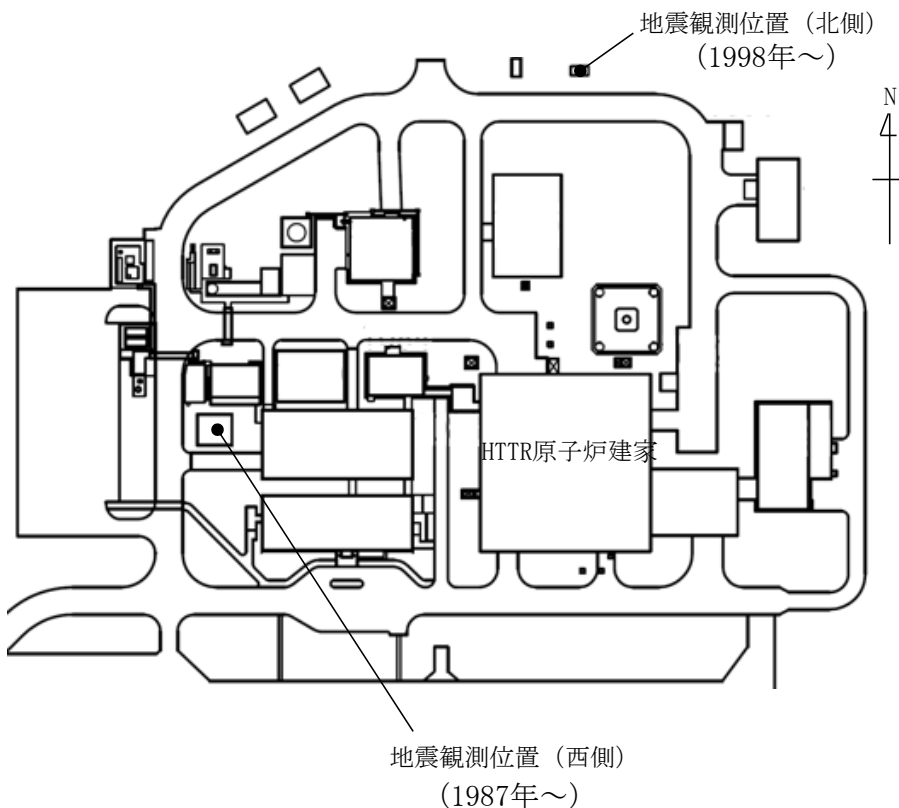 地震観測位置（北側）
（1998年～）
N
HTTR原子炉建家
地震観測位置（西側）
（1987年～）